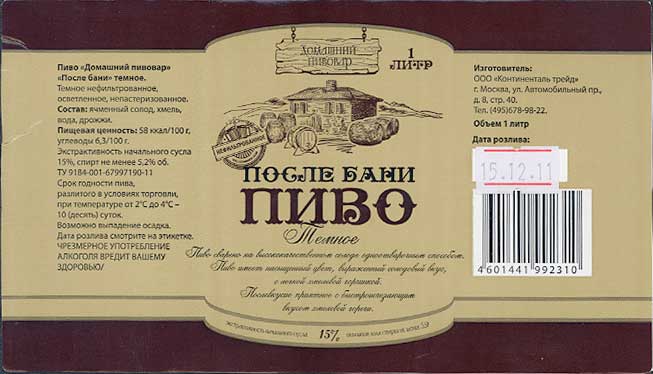 Пиво «Домашний пивовар»
«После бани» темное.
Темное нефильтрованное,
осветленное, непастеризованное.
Состав: ячменный солод, хмель,
вода, дрожжи.
Пищевая ценность: 58 ккал/100 г,
углеводы 6,3/100 г.
Экстрактивность начального сусла
15%, спирт не менее 5,2% об.
ТУ 9184-001-67997190-11
Срок годности пива,
разлитого в условиях торговли,
при температуре от 2°С до 4°С –
10 (десять) суток.
Возможно выпадение осадка.
Дата розлива смотрите на этикетке.
ЧРЕЗМЕРНОЕ УПОТРЕБЛЕНИЕ
АЛКОГОЛЯ ВРЕДИТ ВАШЕМУ
ЗДОРОВЬЮ/
ДОМАШНИЙ
ПИВОВАР
1
ЛИТР
НЕФИЛЬТРОВАННОЕ
ПОСЛЕ БАНИ
ПИВО
Темное
Пиво сварено на высококачественном солоде одноотварочным способом.
Пиво имеет насыщенный цвет, выраженный солодовый вкус,
с легкой хмелевой горчинкой.
Послевкусие приятное с быстроисчезающим
вкусом хмелевой горечи.
экстрактивность начального сусла 15%
Изготовитель:
ООО «Континенталь трейд»
г. Москва, ул. Автомобильный пр.,
д. 8, стр. 40.
Тел. (495)678-98-22.
Объем 1 литр
Дата розлива:
15.12.11
4601441992310